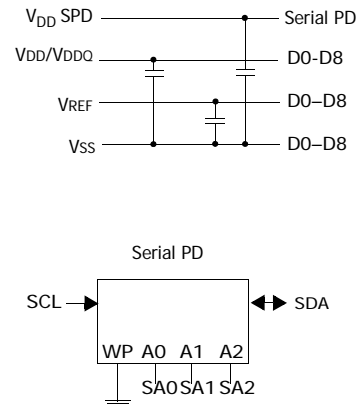 VDD SPD Serial PD
VDD/VDDQ D0-D8
VREF D0–D8
VSS D0–D8
Serial PD
SCL SDA
WP A0 A1 A2
SA0 SA1 SA2